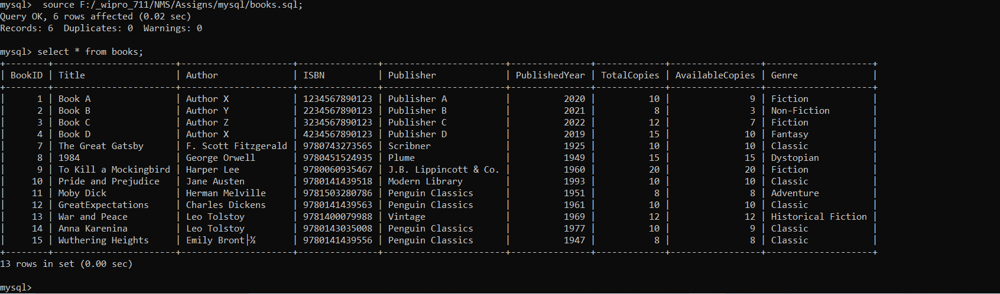 mysql>  source F:/_wipro_711/NMS/Assigns/mysql/books.sql;
Query OK, 6 rows affected (0.02 sec)
Records: 6  Duplicates: 0  Warnings: 0
mysql> select * from books;
+--------+-----------------------+---------------------+---------------+-----------------------+---------------+-------------+-----------------+--------------------+
| BookID | Title                 | Author              | ISBN          | Publisher             | PublishedYear | TotalCopies | AvailableCopies | Genre              |
+--------+-----------------------+---------------------+---------------+-----------------------+---------------+-------------+-----------------+--------------------+
|      1 | Book A                | Author X            | 1234567890123 | Publisher A           |          2020 |          10 |               9 | Fiction            |
|      2 | Book B                | Author Y            | 2234567890123 | Publisher B           |          2021 |           8 |               3 | Non-Fiction        |
|      3 | Book C                | Author Z            | 3234567890123 | Publisher C           |          2022 |          12 |               7 | Fiction            |
|      4 | Book D                | Author X            | 4234567890123 | Publisher D           |          2019 |          15 |              10 | Fantasy            |
|      7 | The Great Gatsby      | F. Scott Fitzgerald | 9780743273565 | Scribner              |          1925 |          10 |              10 | Classic            |
|      8 | 1984                  | George Orwell       | 9780451524935 | Plume                 |          1949 |          15 |              15 | Dystopian          |
|      9 | To Kill a Mockingbird | Harper Lee          | 9780060935467 | J.B. Lippincott & Co. |          1960 |          20 |              20 | Fiction            |
|     10 | Pride and Prejudice   | Jane Austen         | 9780141439518 | Modern Library        |          1993 |          10 |              10 | Classic            |
|     11 | Moby Dick             | Herman Melville     | 9781503280786 | Penguin Classics      |          1951 |           8 |               8 | Adventure          |
|     12 | GreatExpectations     | Charles Dickens     | 9780141439563 | Penguin Classics      |          1961 |          10 |              10 | Classic            |
|     13 | War and Peace         | Leo Tolstoy         | 9781400079988 | Vintage               |          1969 |          12 |              12 | Historical Fiction |
|     14 | Anna Karenina         | Leo Tolstoy         | 9780143035008 | Penguin Classics      |          1977 |          10 |               9 | Classic            |
|     15 | Wuthering Heights     | Emily Bront├½       | 9780141439556 | Penguin Classics      |          1947 |           8 |               8 | Classic            |
+--------+-----------------------+---------------------+---------------+-----------------------+---------------+-------------+-----------------+--------------------+
13 rows in set (0.00 sec)
mysql>